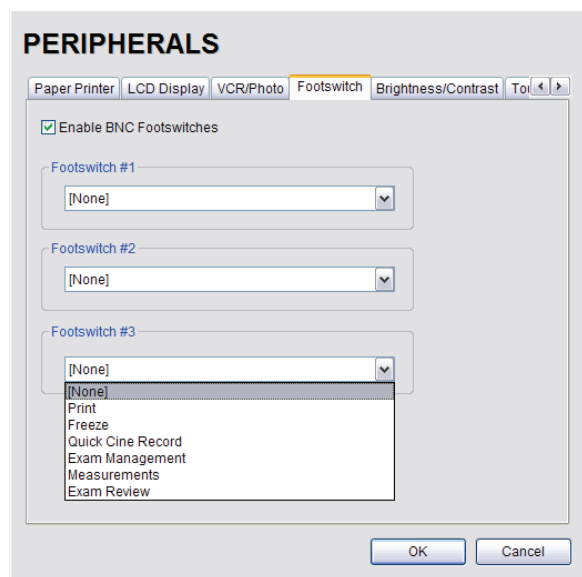 PERIPHERALS
Paper Printer LCD Display VCR/Photo Footswitch Brightness/Contrast
Enable BNC Footswitches
Footswitch #1
[None]
Footswitch #2
[None]
Footswitch #3
[None]
[None]
Print
Freeze
Quick Cine Record
Exam Management
Measurements
Exam Review
OK Cancel